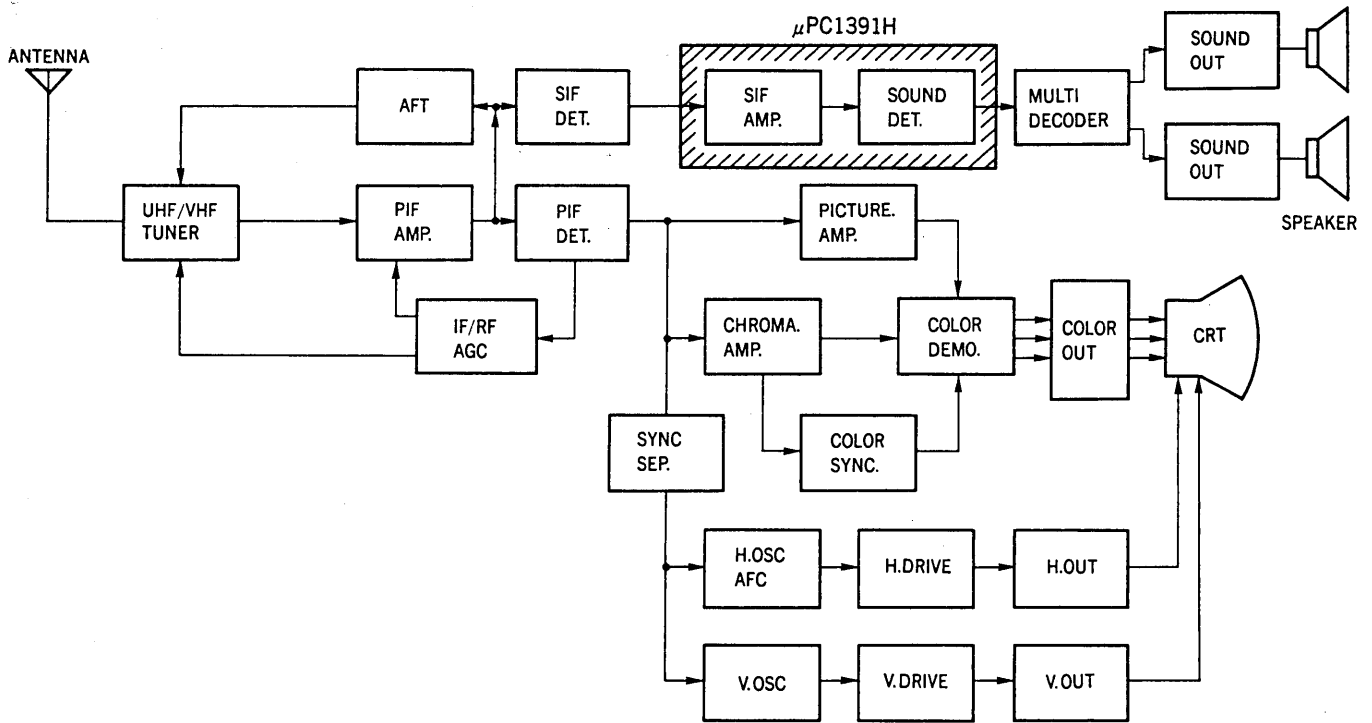 μPC1391H
ANTENNA
AFT
SIF
DET.
SIF
AMP.
SOUND
DET.
MULTI
DECODER
SOUND
OUT
SOUND
OUT
SPEAKER
UHF/VHF
TUNER
PIF
AMP.
PIF
DET.
PICTURE.
AMP.
IF/RF
AGC
CHROMA.
AMP.
COLOR
DEMO.
COLOR
OUT
CRT
SYNC
SEP.
COLOR
SYNC.
H.OSC
AFC
H.DRIVE
H.OUT
V.OSC
V.DRIVE
V.OUT